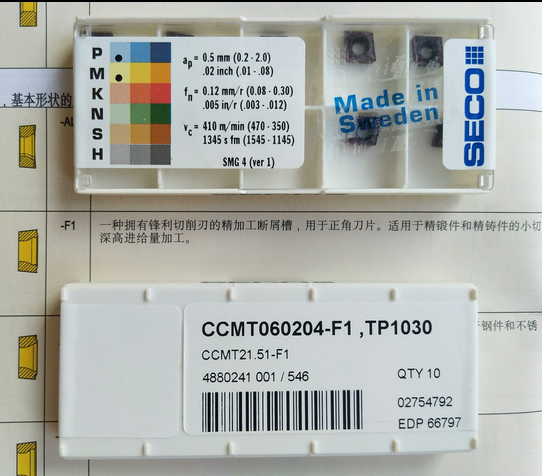 P
M
K
N
S
H
ap = 0.5 mm (0.2 - 2.0)
.02 inch (.01 - .08)
fn = 0.12 mm/r (0.08 - 0.30)
.005 in/r (.003 - .012)
vc = 410 m/min (470 - 350)
1345 s fm (1545 - 1145)
SMG 4 (ver 1)
Made in
Sweden
SECO
,基本形状的
-F1
一种拥有锋利切削刃的精加工断屑槽,用于正角刀片。适用于精锻件和精铸件的小切
深高进给量加工。
CCMT060204-F1 ,TP1030
CCMT21.51-F1
4880241 001 / 546
QTY 10
02754792
EDP 66797
钢件和不锈